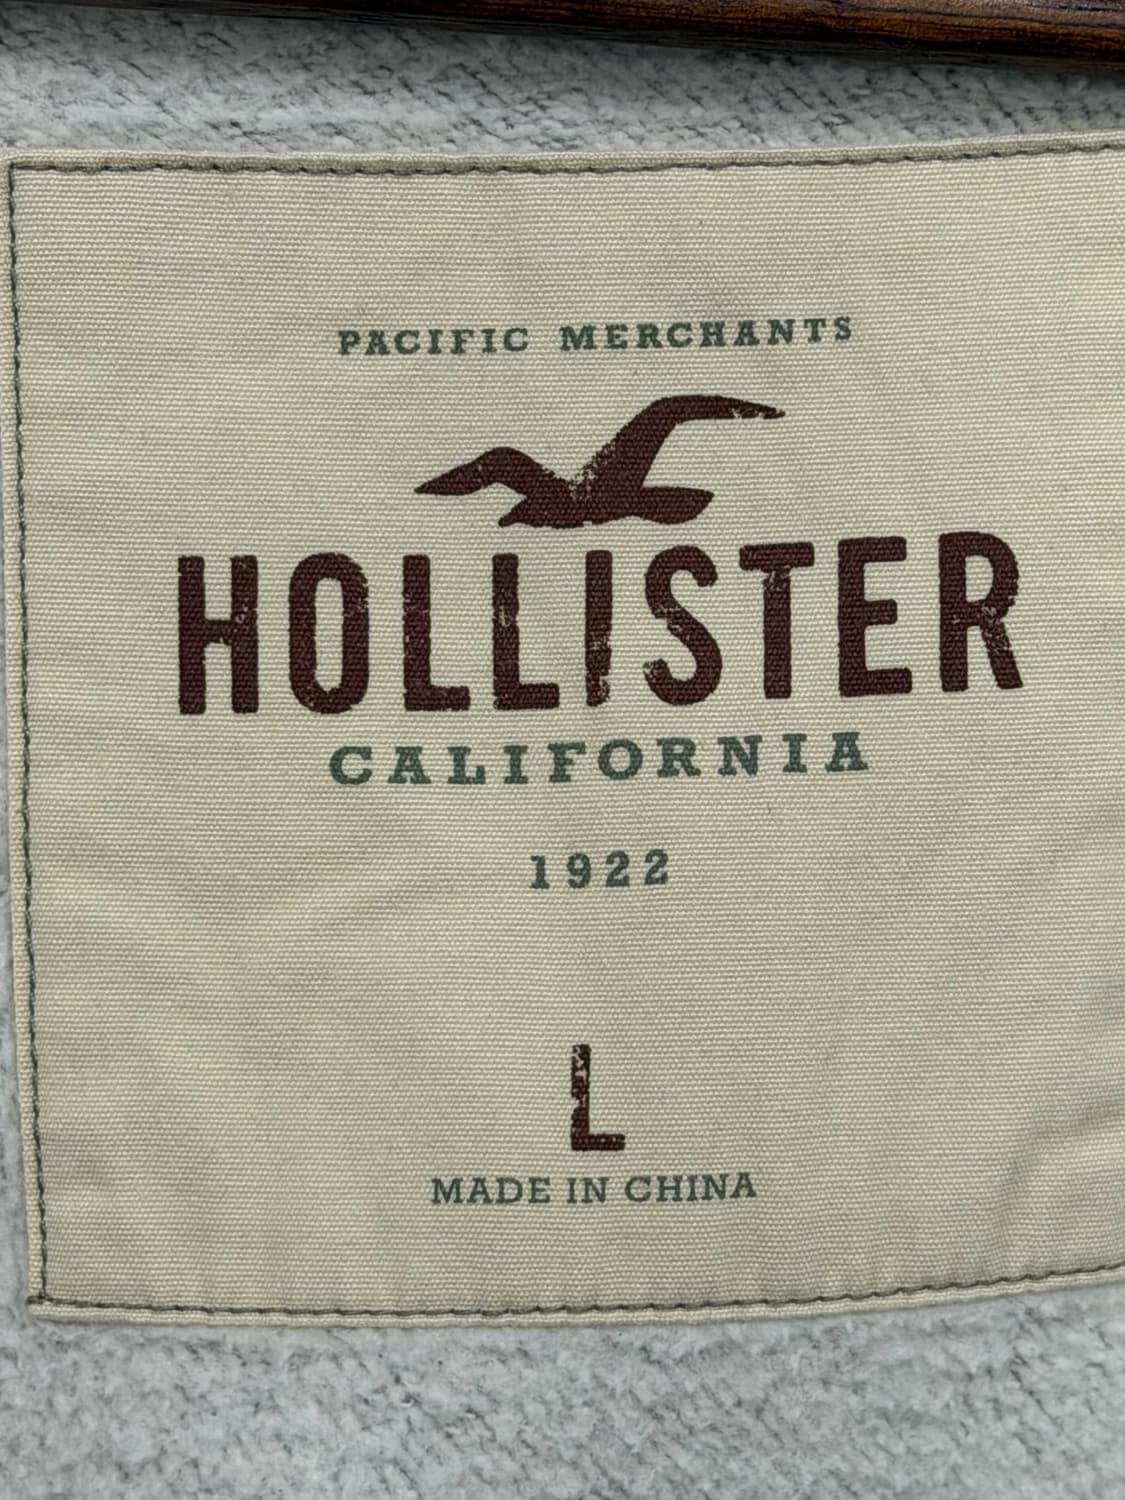 PACIFIC MERCHANTS
HOLLISTER
CALIFORNIA
1922
L
MADE IN CHINA